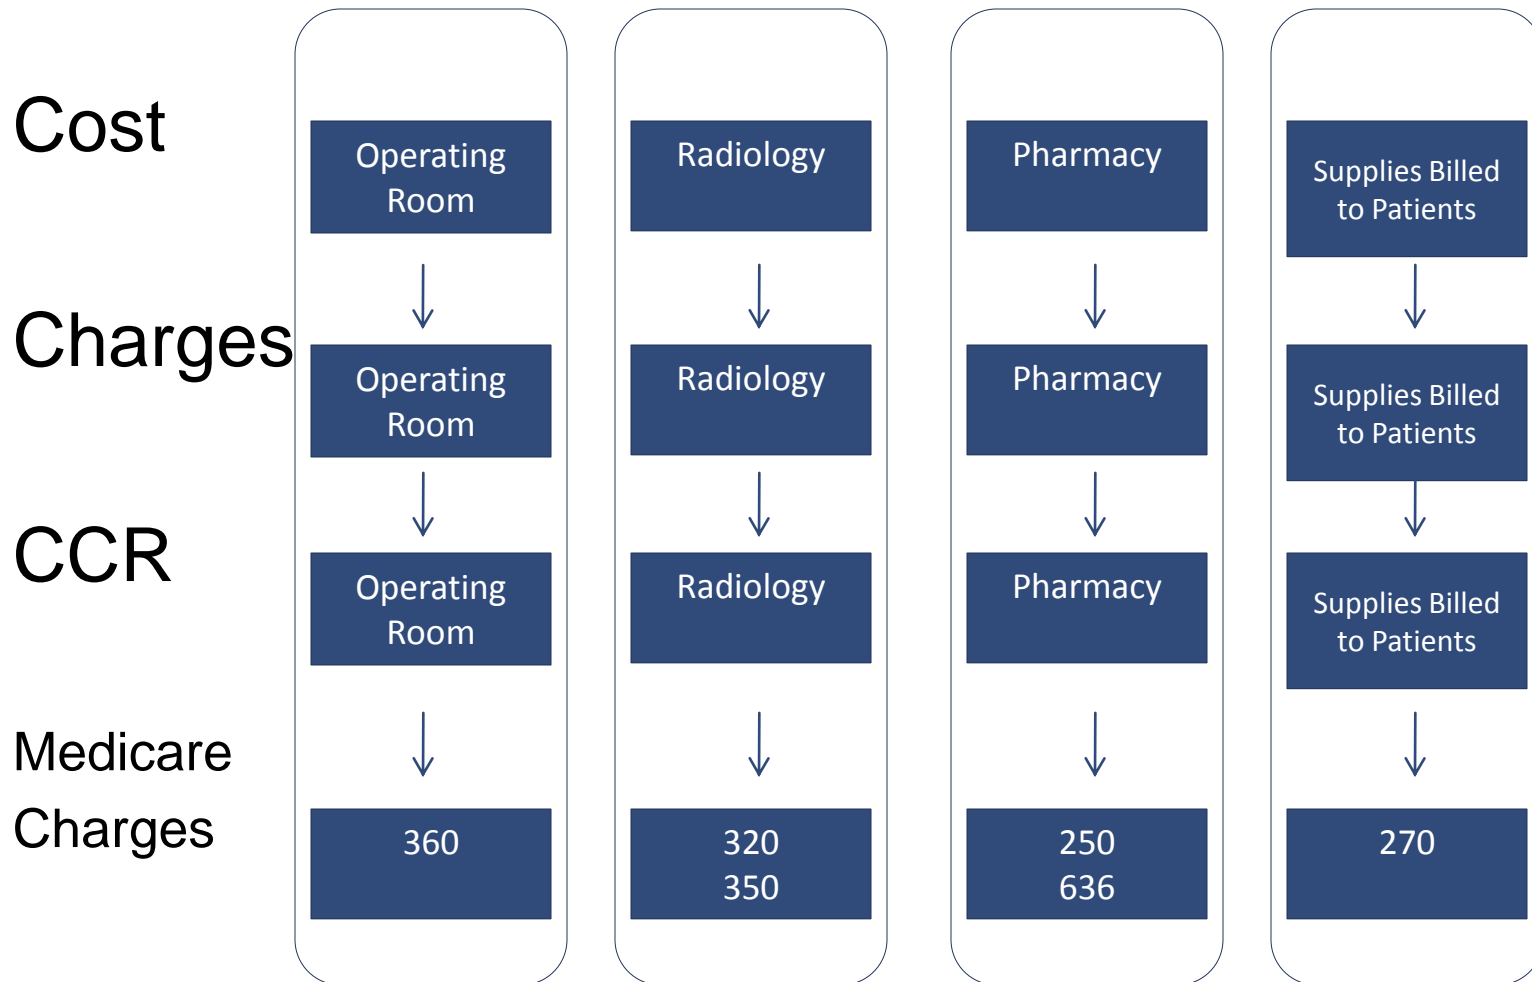 Cost
Operating
Room
Radiology
Pharmacy
Supplies Billed
to Patients
Charges
Operating
Room
Radiology
Pharmacy
Supplies Billed
to Patients
CCR
Operating
Room
Radiology
Pharmacy
Supplies Billed
to Patients
Medicare
Charges
360
320
350
250
636
270